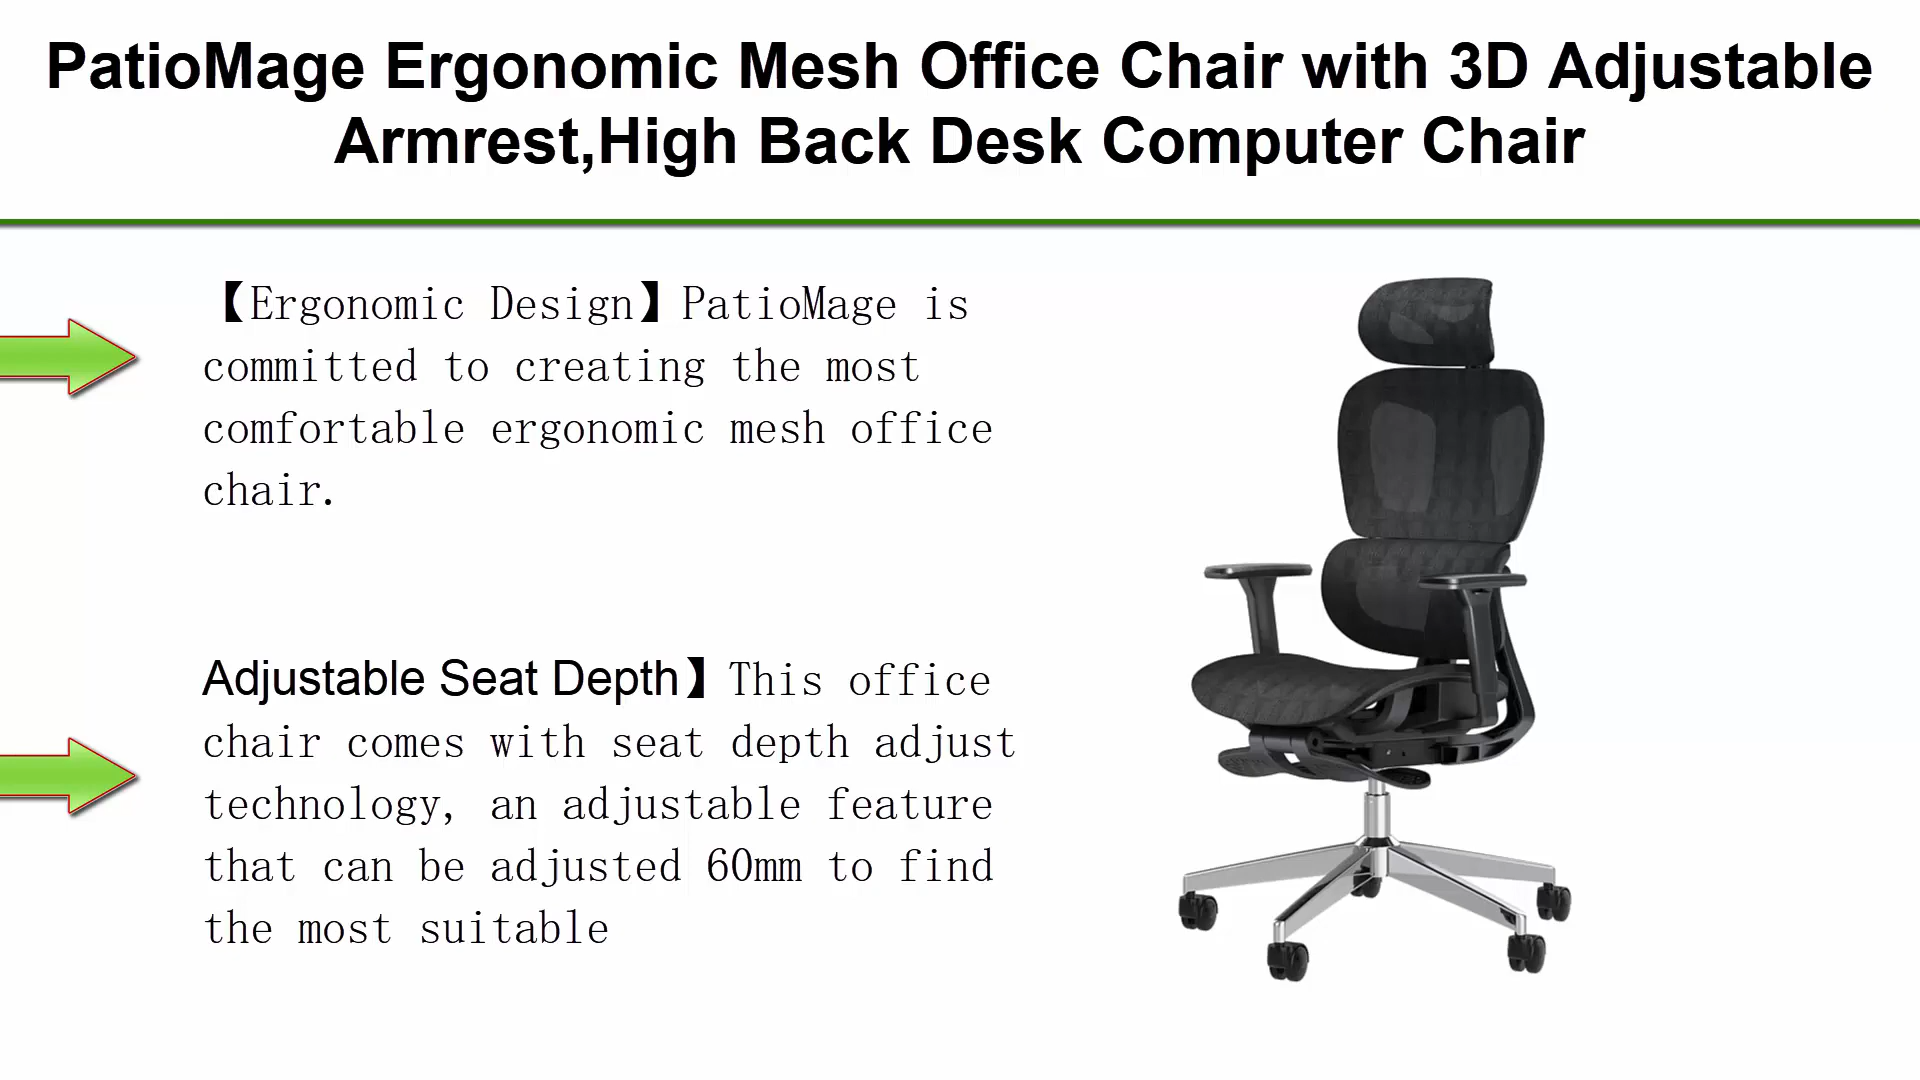 PatioMage Ergonomic Mesh Office Chair with 3D Adjustable
Armrest,High Back Desk Computer Chair
【Ergonomic Design】PatioMage is
committed to creating the most
comfortable ergonomic mesh office
chair.
Adjustable Seat Depth】This office
chair comes with seat depth adjust
technology, an adjustable feature
that can be adjusted 60mm to find
the most suitable